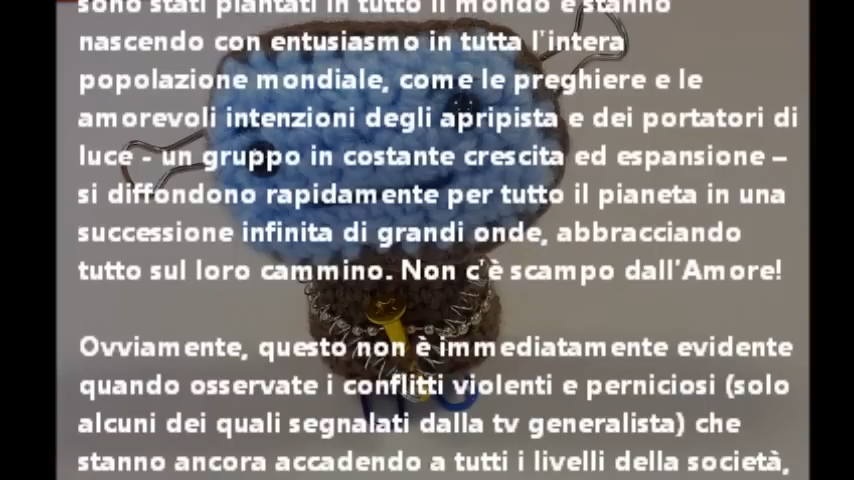 sono stati piantati in tutto il mondo e stanno
nascendo con entusiasmo in tutta l'intera
popolazione mondiale, come le preghiere e le
amorevoli intenzioni degli apripista e dei portatori di
luce - un gruppo in costante crescita ed espansione –
si diffondono rapidamente per tutto il pianeta in una
successione infinita di grandi onde, abbracciando
tutto sul loro cammino. Non c'è scampo dall'Amore!
Ovviamente, questo non è immediatamente evidente
quando osservate i conflitti violenti e perniciosi (solo
alcuni dei quali segnalati dalla tv generalista) che
stanno ancora accadendo a tutti i livelli della società,